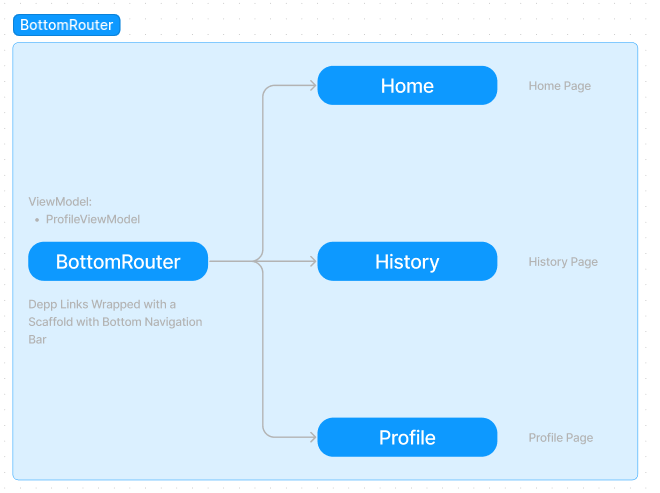 BottomRouter
Home
Home Page
ViewModel:
• ProfileViewModel
BottomRouter
History
History Page
Depp Links Wrapped with a
Scaffold with Bottom Navigation
Bar
Profile
Profile Page